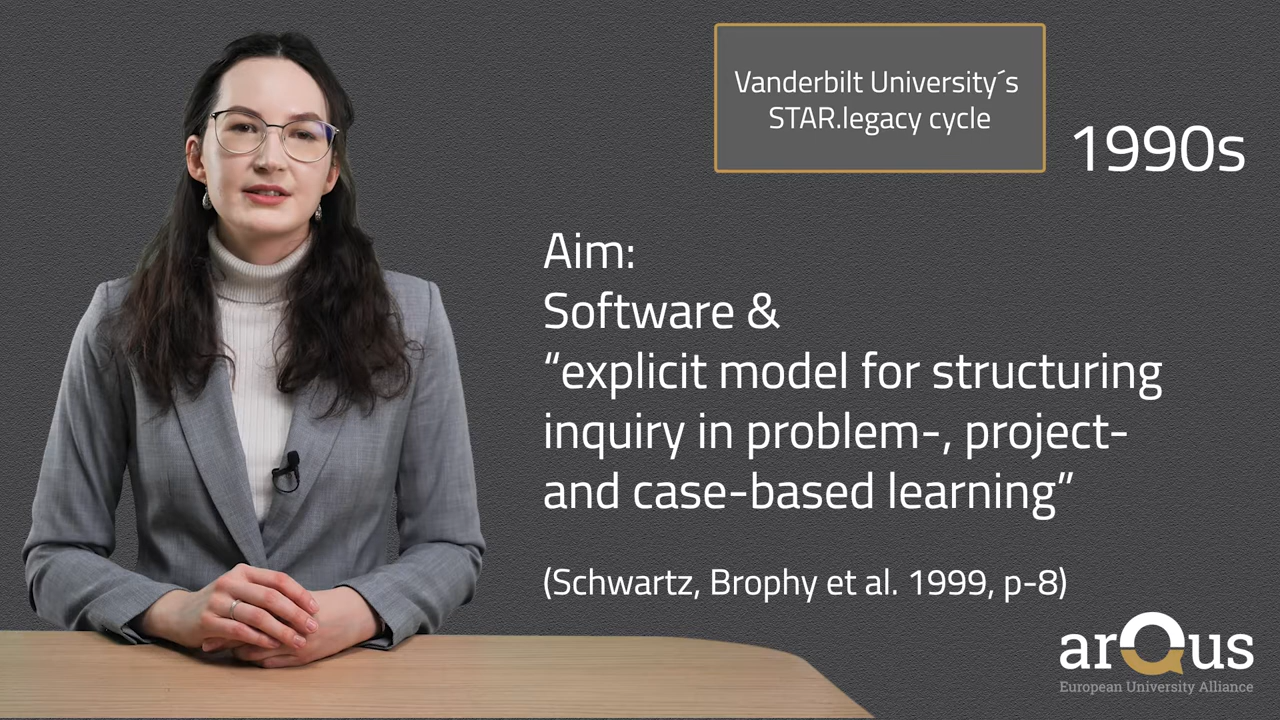 Vanderbilt University´s
STAR.legacy cycle
1990s
Aim:
Software &
“explicit model for structuring
inquiry in problem-, project-
and case-based learning”
(Schwartz, Brophy et al. 1999, p-8)
arQus
European University Alliance